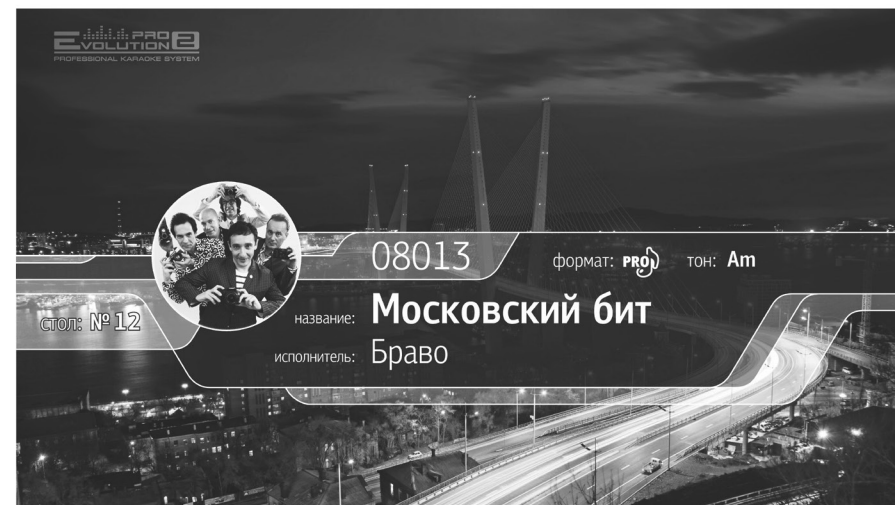 EVOLUTION PRO 2
PROFESSIONAL KARAOKE SYSTEM
08013
формат: PRO
тон: Am
стол: № 12
название: Московский бит
исполнитель: Браво